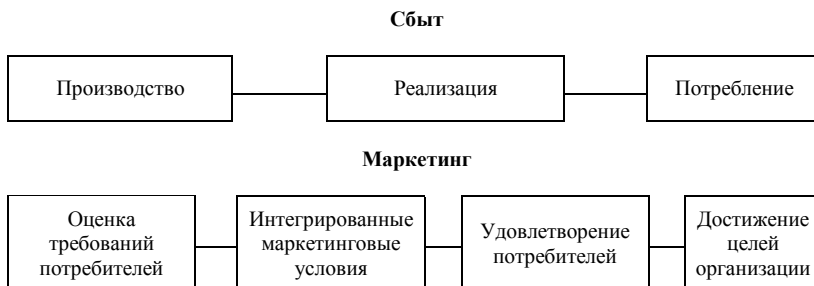 Сбыт
Производство
Реализация
Потребление
Маркетинг
Оценка
требований
потребителей
Интегрированные
маркетинговые
условия
Удовлетворение
потребителей
Достижение
целей
организации